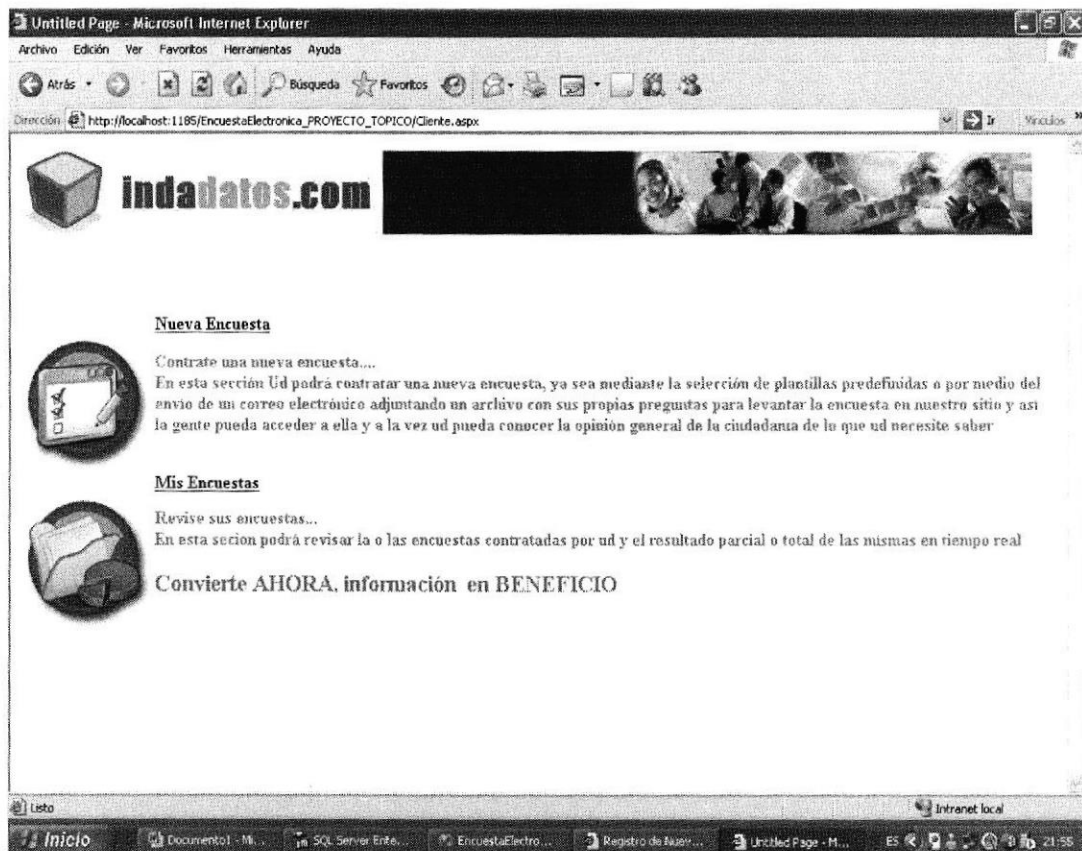 Untitled Page - Microsoft Internet Explorer
Archivo Edición Ver Favoritos Herramientas Ayuda
Atrás Búsqueda Favoritos
Dirección http://localhost:1185/EncuestaElectronica_PROYECTO_TOPICO/Cliente.aspx Ir Vínculos
indadatos.com
Nueva Encuesta
Contrate una nueva encuesta....
En esta sección Ud podrá contratar una nueva encuesta, ya sea mediante la selección de plantillas predefinidas o por medio del
envio de un correo electrónico adjuntando un archivo con sus propias preguntas para levantar la encuesta en nuestro sitio y asi
la gente pueda acceder a ella y a la vez ud pueda conocer la opinión general de la ciudadania de lo que ud necesite saber
Mis Encuestas
Revise sus encuestas...
En esta secion podrá revisar la o las encuestas contratadas por ud y el resultado parcial o total de las mismas en tiempo real
Convierte AHORA, información en BENEFICIO
Listo Intranet local
Inicio Documento1 - Mi... SQL Server Ente... EncuestaElectro... Registro de Nuev... Untitled Page - M... ES 21:55